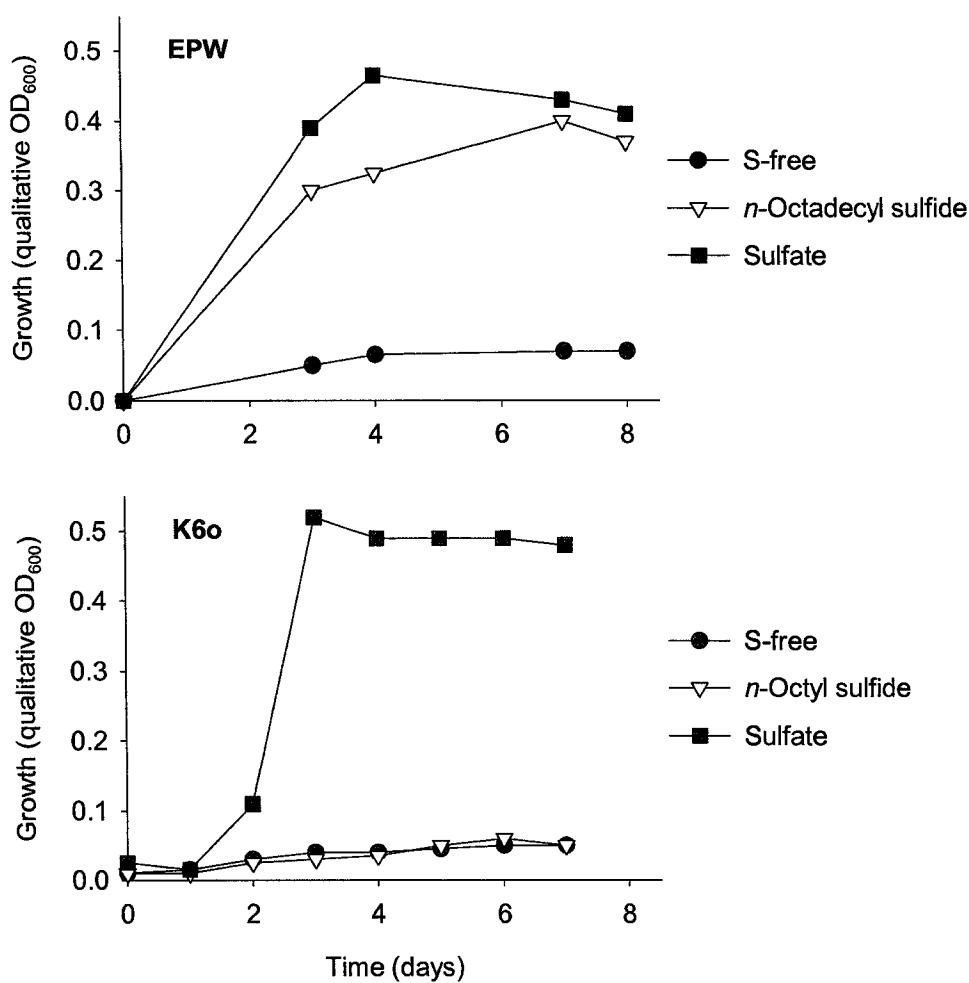 EPW
Growth (qualitative OD600)
0.5
0.4
0.3
0.2
0.1
0.0
0 2 4 6 8
S-free
n-Octadecyl sulfide
Sulfate
K6o
Growth (qualitative OD600)
0.5
0.4
0.3
0.2
0.1
0.0
0 2 4 6 8
S-free
n-Octyl sulfide
Sulfate
Time (days)